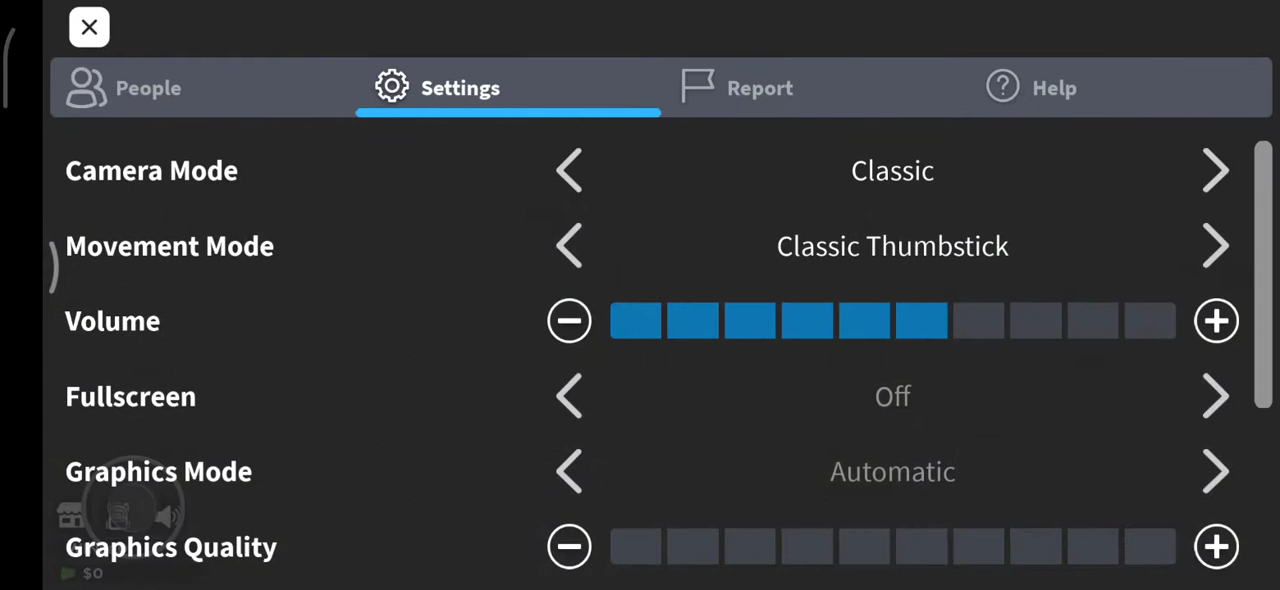 People
Settings
Report
Help
Camera Mode
Classic
Movement Mode
Classic Thumbstick
Volume
Fullscreen
Off
Graphics Mode
Automatic
Graphics Quality
$0